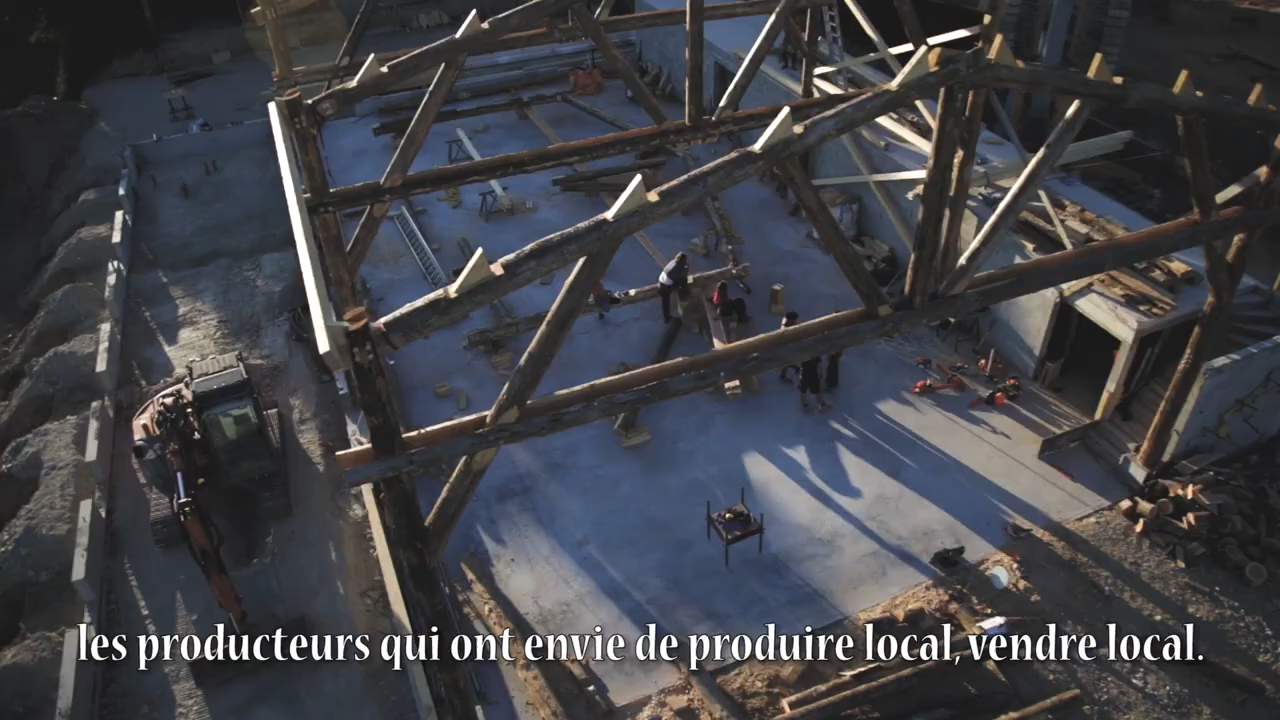 les producteurs qui ont envie de produire local, vendre local.